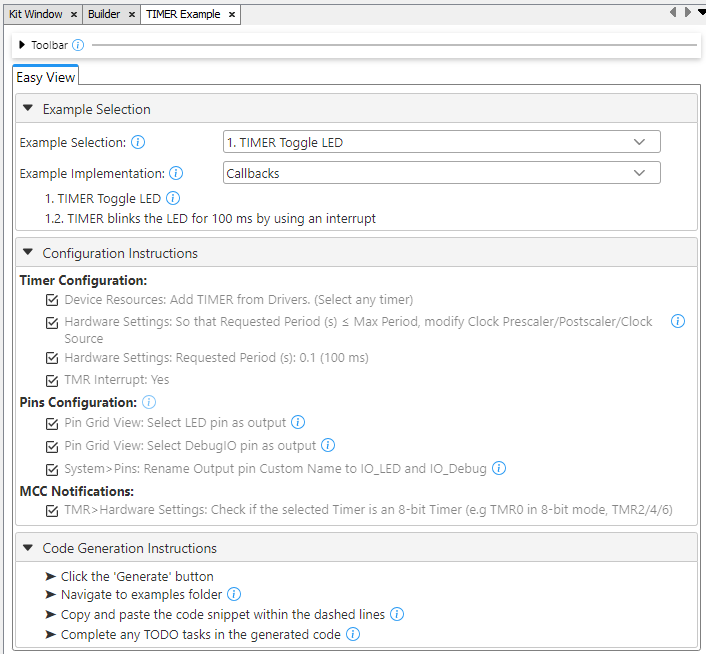 Kit Window × Builder × TIMER Example ×
Toolbar
Easy View
Example Selection
Example Selection: 1. TIMER Toggle LED
Example Implementation: Callbacks
1. TIMER Toggle LED
1.2. TIMER blinks the LED for 100 ms by using an interrupt
Configuration Instructions
Timer Configuration:
Device Resources: Add TIMER from Drivers. (Select any timer)
Hardware Settings: So that Requested Period (s) ≤ Max Period, modify Clock Prescaler/Postscaler/Clock
Source
Hardware Settings: Requested Period (s): 0.1 (100 ms)
TMR Interrupt: Yes
Pins Configuration:
Pin Grid View: Select LED pin as output
Pin Grid View: Select DebugIO pin as output
System>Pins: Rename Output pin Custom Name to IO_LED and IO_Debug
MCC Notifications:
TMR>Hardware Settings: Check if the selected Timer is an 8-bit Timer (e.g TMR0 in 8-bit mode, TMR2/4/6)
Code Generation Instructions
➤ Click the 'Generate' button
➤ Navigate to examples folder
➤ Copy and paste the code snippet within the dashed lines
➤ Complete any TODO tasks in the generated code